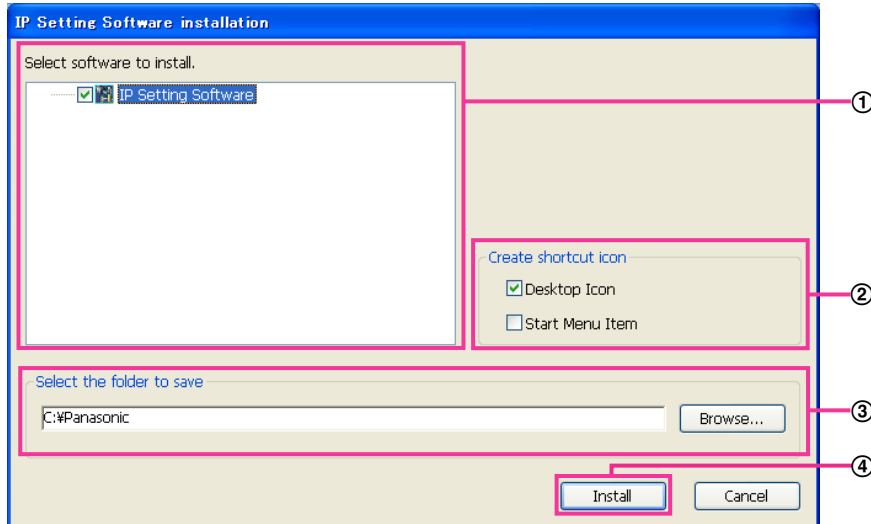 IP Setting Software installation
Select software to install.
IP Setting Software
①
Create shortcut icon
Desktop Icon
Start Menu Item
②
Select the folder to save
C:¥Panasonic
Browse...
③
④
Install
Cancel